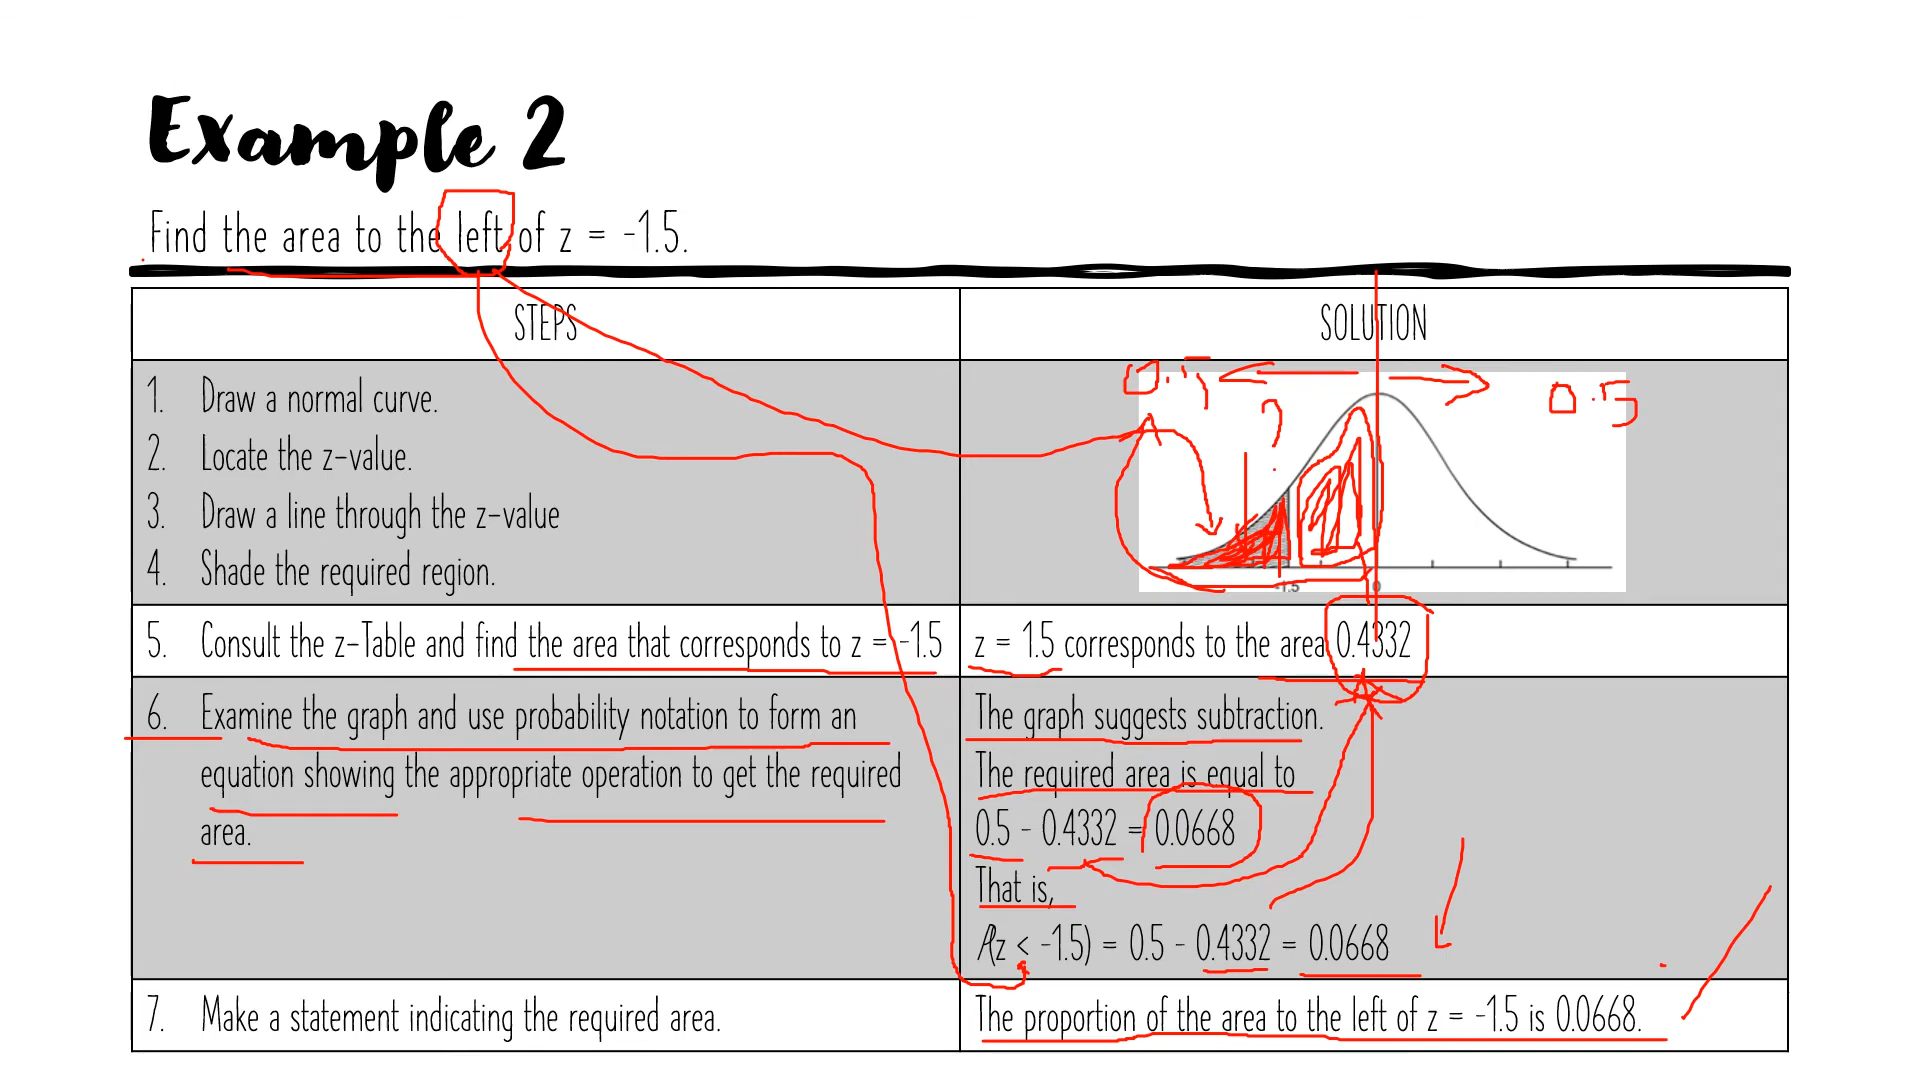 Example 2
Find the area to the left of z = -1.5.
STEPS
SOLUTION
1. Draw a normal curve.
2. Locate the z-value.
3. Draw a line through the z-value
4. Shade the required region.
0.5
0.5
?
-1.5 0
5. Consult the z-Table and find the area that corresponds to z = -1.5
z = 1.5 corresponds to the area 0.4332
6. Examine the graph and use probability notation to form an
equation showing the appropriate operation to get the required
area.
The graph suggests subtraction.
The required area is equal to
0.5 - 0.4332 = 0.0668
That is,
P(z < -1.5) = 0.5 - 0.4332 = 0.0668
7. Make a statement indicating the required area.
The proportion of the area to the left of z = -1.5 is 0.0668.